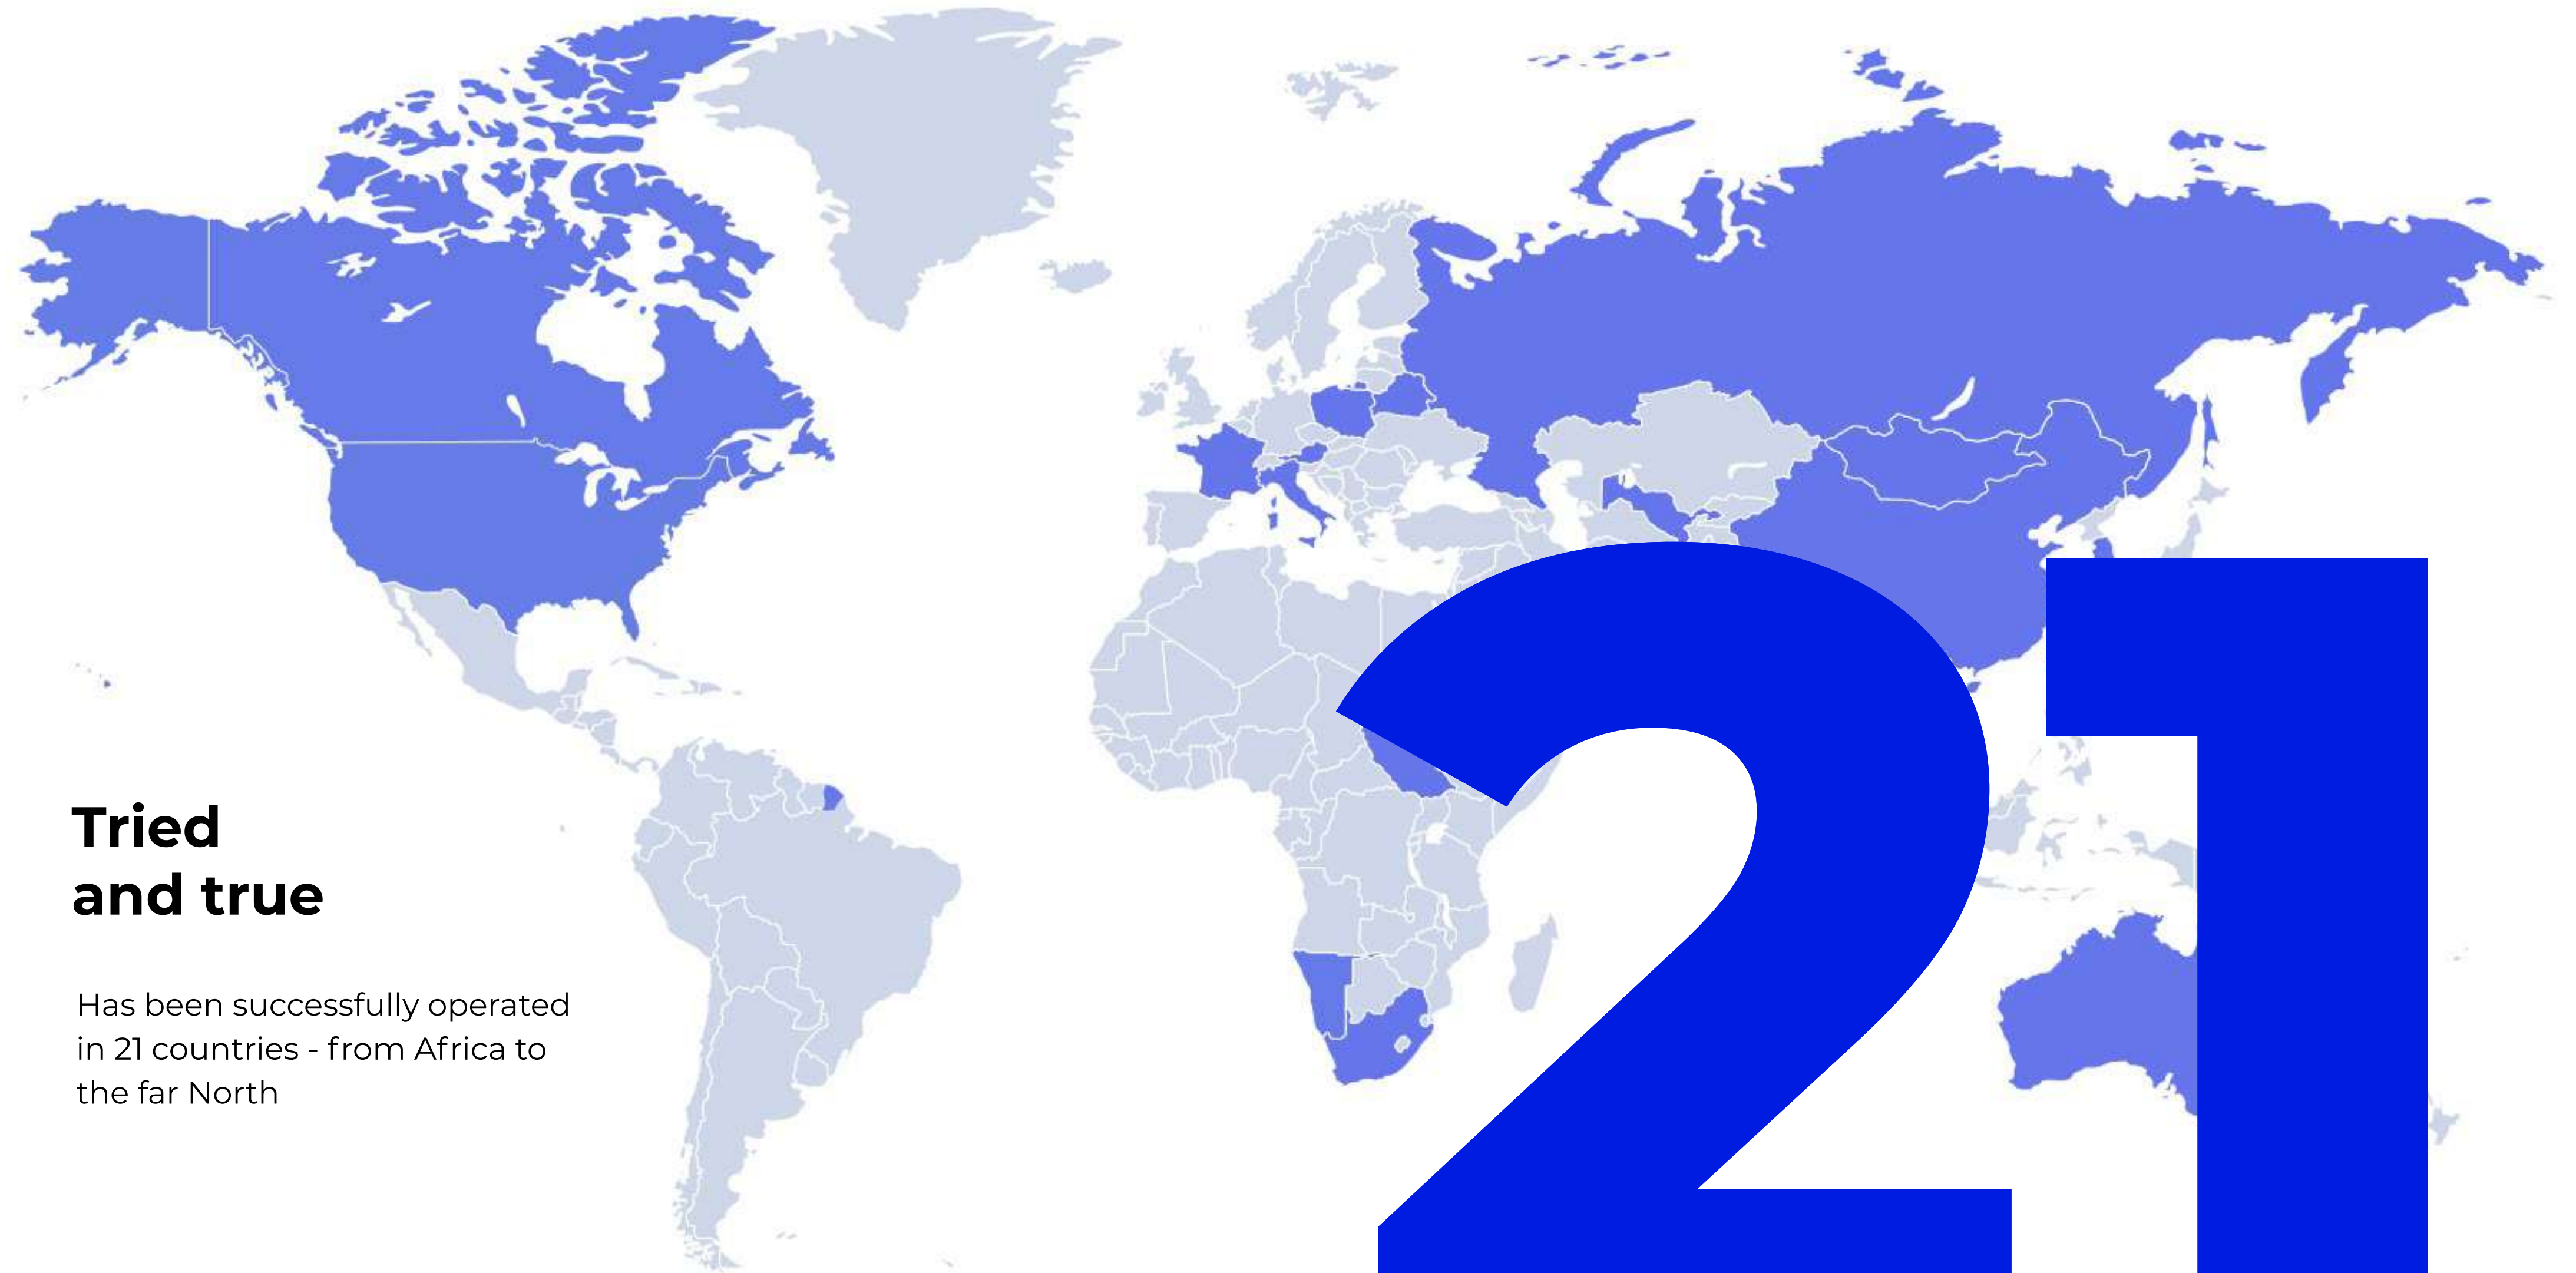 Tried
and true
Has been successfully operated
in 21 countries - from Africa to
the far North
21